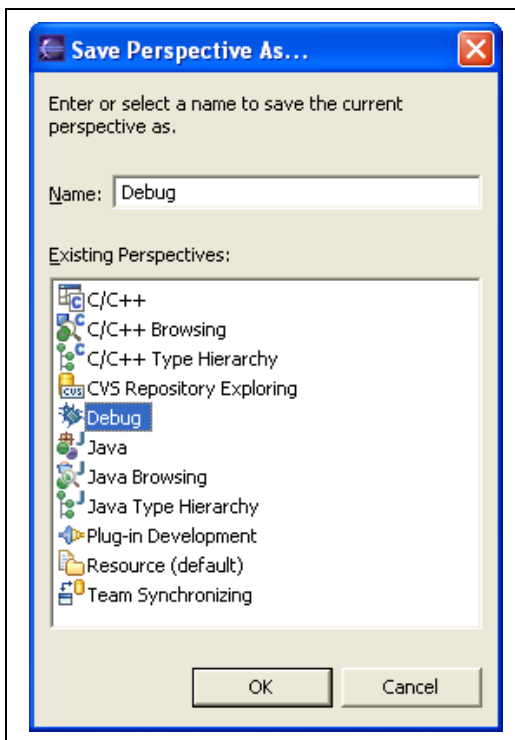 Save Perspective As...
Enter or select a name to save the current
perspective as.
Name: Debug
Existing Perspectives:
C/C++
C/C++ Browsing
C/C++ Type Hierarchy
CVS Repository Exploring
Debug
Java
Java Browsing
Java Type Hierarchy
Plug-in Development
Resource (default)
Team Synchronizing
OK Cancel